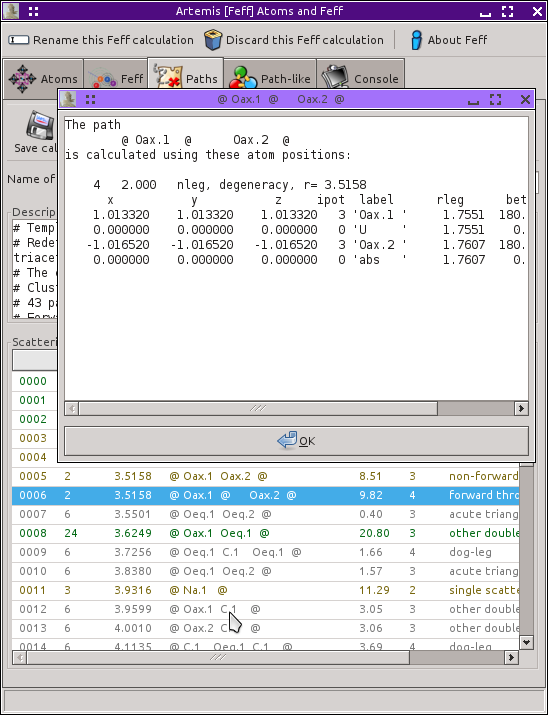 Artemis [Feff] Atoms and Feff
Rename this Feff calculation Discard this Feff calculation About Feff
Atoms Feff Paths Path-like Console
@ Oax.1 @ Oax.2 @
The path
@ Oax.1 @ Oax.2 @
is calculated using these atom positions:
4 2.000 nleg, degeneracy, r= 3.5158
x y z ipot label rleg bet
1.013320 1.013320 1.013320 3 'Oax.1 ' 1.7551 180.
0.000000 0.000000 0.000000 0 'U ' 1.7551 0.
-1.016520 -1.016520 -1.016520 3 'Oax.2 ' 1.7607 180.
0.000000 0.000000 0.000000 0 'abs ' 1.7607 0.
OK
Save cal
Name of
Descrip
# Temp
# Rede
triacet
# The
# Clust
# 43 pa
Scatteri
0000
0001
0002
0003
0004
0005 2 3.5158 @ Oax.1 Oax.2 @ 8.51 3 non-forward
0006 2 3.5158 @ Oax.1 @ Oax.2 @ 9.82 4 forward thro
0007 6 3.5501 @ Oeq.1 Oeq.2 @ 0.40 3 acute triang
0008 24 3.6249 @ Oax.1 Oeq.1 @ 20.80 3 other double
0009 6 3.7256 @ Oeq.1 C.1 Oeq.1 @ 1.66 4 dog-leg
0010 6 3.8380 @ Oeq.1 Oeq.2 @ 1.57 3 acute triang
0011 3 3.9316 @ Na.1 @ 11.29 2 single scatte
0012 6 3.9599 @ Oax.1 C.1 @ 3.05 3 other double
0013 6 4.0010 @ Oax.2 @ 3.06 3 other double
0014 6 4.1135 @ C.1 Oeq.1 C.1 @ 3.69 4 dog-leg